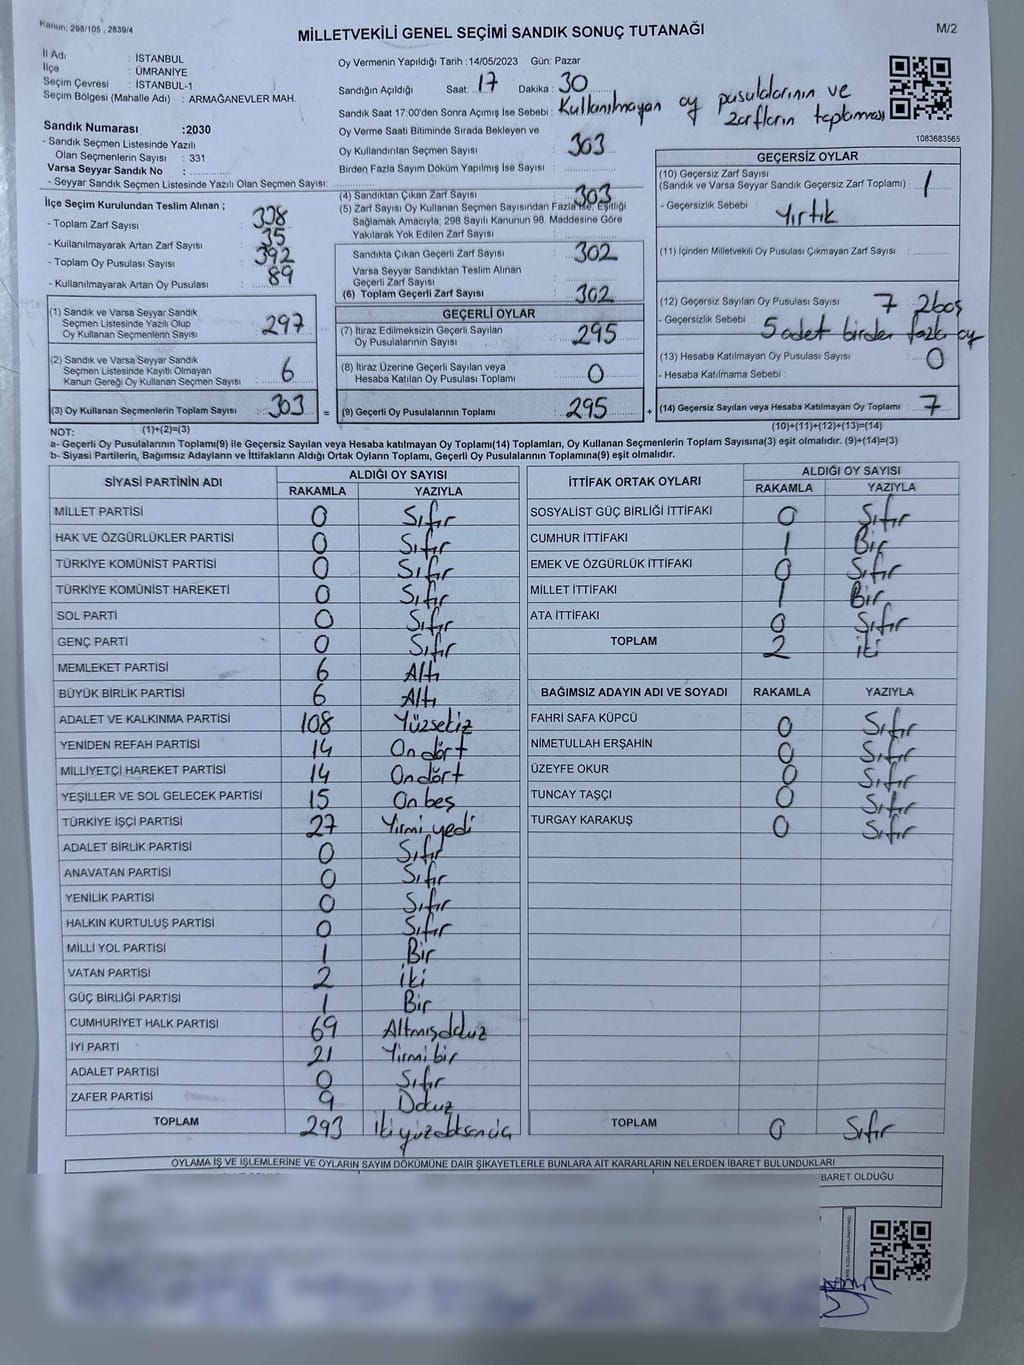 Kanun; 298/105 , 2839/4
MİLLETVEKİLİ GENEL SEÇİMİ SANDIK SONUÇ TUTANAĞI
M/2
İl Adı : İSTANBUL
İlçe : ÜMRANİYE
Seçim Çevresi : İSTANBUL-1
Seçim Bölgesi (Mahalle Adı) : ARMAĞANEVLER MAH.
Sandık Numarası :2030
- Sandık Seçmen Listesinde Yazılı
Olan Seçmenlerin Sayısı : 331
Varsa Seyyar Sandık No :
- Seyyar Sandık Seçmen Listesinde Yazılı Olan Seçmen Sayısı:
Oy Vermenin Yapıldığı Tarih :14/05/2023 Gün: Pazar
Sandığın Açıldığı Saat: 17 Dakika: 30
Sandık Saat 17:00'den Sonra Açımış İse Sebebi : Kullanılmayan oy pusulalarının ve
zarfların toplanması
Oy Verme Saati Bitiminde Sırada Bekleyen ve
Oy Kullandırılan Seçmen Sayısı : 303
Birden Fazla Sayım Döküm Yapılmış İse Sayısı :
1083683565
İlçe Seçim Kurulundan Teslim Alınan ;
- Toplam Zarf Sayısı : 338
- Kullanılmayarak Artan Zarf Sayısı : 35
- Toplam Oy Pusulası Sayısı : 392
- Kullanılmayarak Artan Oy Pusulası : 89
(4) Sandıktan Çıkan Zarf Sayısı : 303
(5) Zarf Sayısı Oy Kullanan Seçmen Sayısından Fazla İse, Eşitliği
Sağlamak Amacıyla; 298 Sayılı Kanunun 98. Maddesine Göre
Yakılarak Yok Edilen Zarf Sayısı :
Sandıkta Çıkan Geçerli Zarf Sayısı : 302
Varsa Seyyar Sandıktan Teslim Alınan
Geçerli Zarf Sayısı :
(6) Toplam Geçerli Zarf Sayısı : 302
GEÇERSİZ OYLAR
(10) Geçersiz Zarf Sayısı
(Sandık ve Varsa Seyyar Sandık Geçersiz Zarf Toplamı) : 1
- Geçersizlik Sebebi : Yırtık
(11) İçinden Milletvekili Oy Pusulası Çıkmayan Zarf Sayısı :
(12) Geçersiz Sayılan Oy Pusulası Sayısı : 7 2 boş
- Geçersizlik Sebebi : 5 adet birden fazla oy
(13) Hesaba Katılmayan Oy Pusulası Sayısı : 0
- Hesaba Katılmama Sebebi :
(14) Geçersiz Sayılan veya Hesaba Katılmayan Oy Toplamı : 7
(10)+(11)+(12)+(13)=(14)
(1) Sandık ve Varsa Seyyar Sandık
Seçmen Listesinde Yazılı Olup
Oy Kullanan Seçmenlerin Sayısı : 297
(2) Sandık ve Varsa Seyyar Sandık
Seçmen Listesinde Kayıtlı Olmayan
Kanun Gereği Oy Kullanan Seçmen Sayısı : 6
(3) Oy Kullanan Seçmenlerin Toplam Sayısı : 303 =
(1)+(2)=(3)
GEÇERLİ OYLAR
(7) İtiraz Edilmeksizin Geçerli Sayılan
Oy Pusulalarının Sayısı : 295
(8) İtiraz Üzerine Geçerli Sayılan veya
Hesaba Katılan Oy Pusulası Toplamı : 0
(9) Geçerli Oy Pusulalarının Toplamı : 295 +
NOT:
a- Geçerli Oy Pusulalarının Toplamı(9) ile Geçersiz Sayılan veya Hesaba katılmayan Oy Toplamı(14) Toplamları, Oy Kullanan Seçmenlerin Toplam Sayısına(3) eşit olmalıdır. (9)+(14)=(3)
b- Siyasi Partilerin, Bağımsız Adayların ve İttifakların Aldığı Ortak Oyların Toplamı, Geçerli Oy Pusulalarının Toplamına(9) eşit olmalıdır.
SİYASİ PARTİNİN ADI ALDIĞI OY SAYISI
RAKAMLA YAZIYLA
MİLLET PARTİSİ 0 Sıfır
HAK VE ÖZGÜRLÜKLER PARTİSİ 0 Sıfır
TÜRKİYE KOMÜNİST PARTİSİ 0 Sıfır
TÜRKİYE KOMÜNİST HAREKETİ 0 Sıfır
SOL PARTİ 0 Sıfır
GENÇ PARTİ 0 Sıfır
MEMLEKET PARTİSİ 6 Altı
BÜYÜK BİRLİK PARTİSİ 6 Altı
ADALET VE KALKINMA PARTİSİ 108 Yüzsekiz
YENİDEN REFAH PARTİSİ 14 On dört
MİLLİYETÇİ HAREKET PARTİSİ 14 On dört
YEŞİLLER VE SOL GELECEK PARTİSİ 15 On beş
TÜRKİYE İŞÇİ PARTİSİ 27 Yirmi yedi
ADALET BİRLİK PARTİSİ 0 Sıfır
ANAVATAN PARTİSİ 0 Sıfır
YENİLİK PARTİSİ 0 Sıfır
HALKIN KURTULUŞ PARTİSİ 0 Sıfır
MİLLİ YOL PARTİSİ 1 Bir
VATAN PARTİSİ 2 iki
GÜÇ BİRLİĞİ PARTİSİ 1 Bir
CUMHURİYET HALK PARTİSİ 69 Altmışdokuz
İYİ PARTİ 21 Yirmi bir
ADALET PARTİSİ 0 Sıfır
ZAFER PARTİSİ 9 Dokuz
TOPLAM 293
İTTİFAK ORTAK OYLARI ALDIĞI OY SAYISI
RAKAMLA YAZIYLA
SOSYALİST GÜÇ BİRLİĞİ İTTİFAKI 0 Sıfır
CUMHUR İTTİFAKI 1 Bir
EMEK VE ÖZGÜRLÜK İTTİFAKI 0 Sıfır
MİLLET İTTİFAKI 1 Bir
ATA İTTİFAKI 0 Sıfır
TOPLAM 2 iki
BAĞIMSIZ ADAYIN ADI VE SOYADI RAKAMLA YAZIYLA
FAHRİ SAFA KÜPCÜ 0 Sıfır
NİMETULLAH ERŞAHİN 0 Sıfır
ÜZEYFE OKUR 0 Sıfır
TUNCAY TAŞÇI 0 Sıfır
TURGAY KARAKUŞ 0 Sıfır
TOPLAM 0 Sıfır
OYLAMA İŞ VE İŞLEMLERİNE VE OYLARIN SAYIM DÖKÜMÜNE DAİR ŞİKAYETLERLE BUNLARA AİT KARARLARIN NELERDEN İBARET BULUNDUKLARI
BARET OLDUĞU